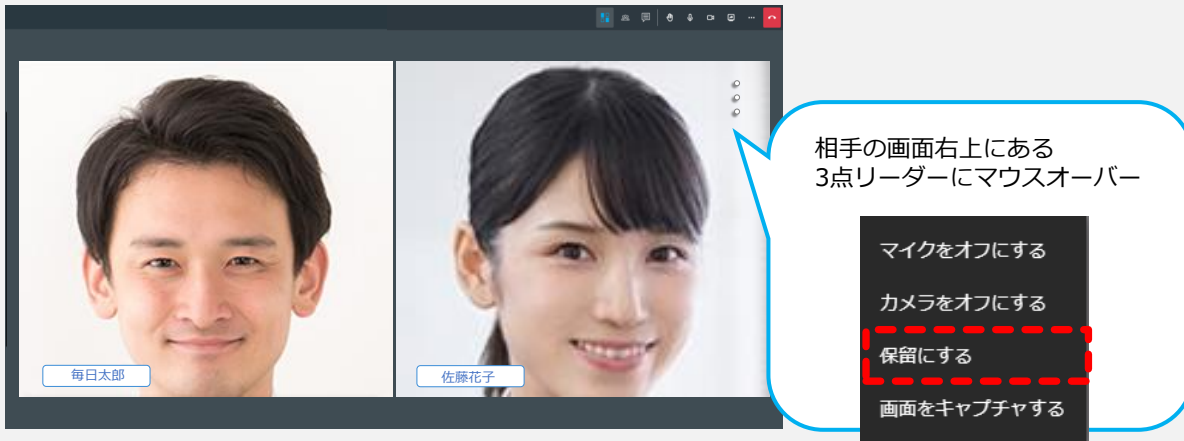 毎日太郎
佐藤花子
相手の画面右上にある
3点リーダーにマウスオーバー
マイクをオフにする
カメラをオフにする
保留にする
画面をキャプチャする